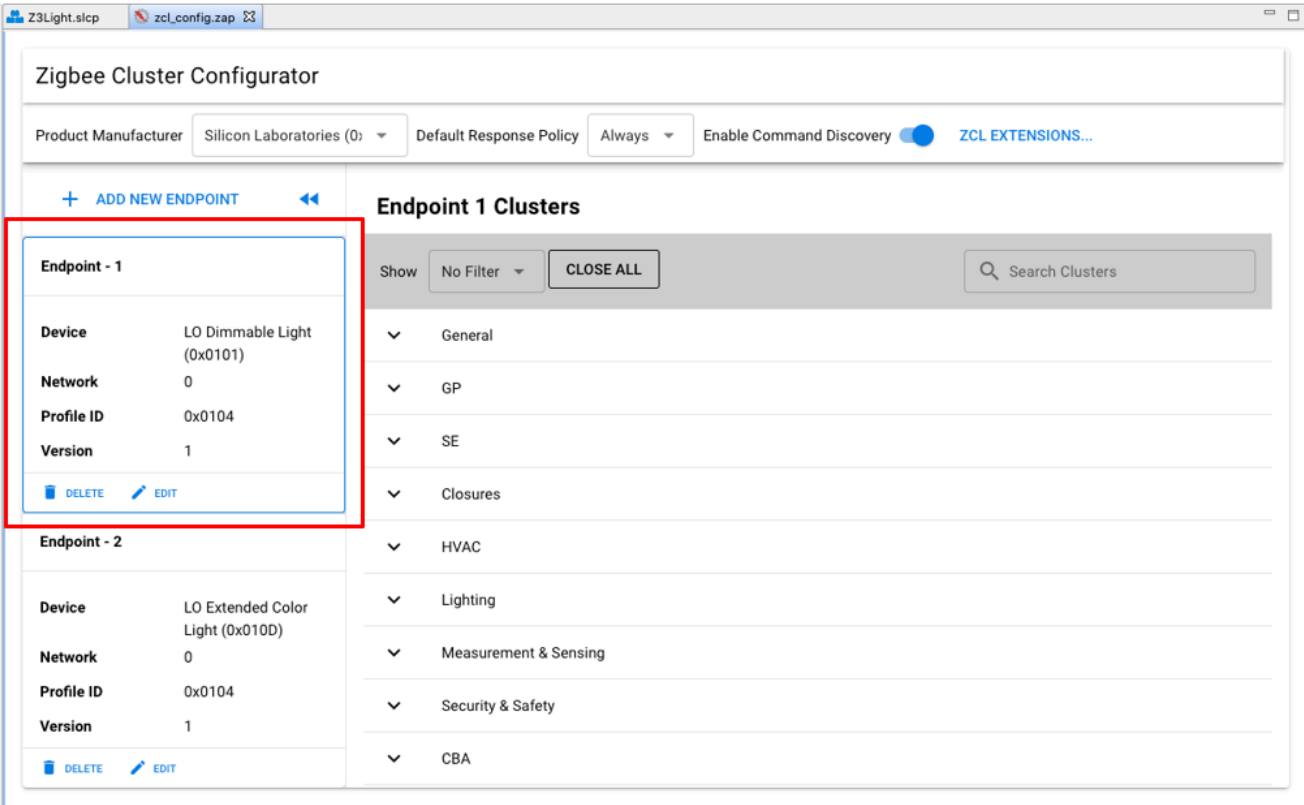 Z3Light.slcp
zcl_config.zap
Zigbee Cluster Configurator
Product Manufacturer Silicon Laboratories (0x Default Response Policy Always Enable Command Discovery ZCL EXTENSIONS...
ADD NEW ENDPOINT
Endpoint - 1
Device LO Dimmable Light
(0x0101)
Network 0
Profile ID 0x0104
Version 1
DELETE EDIT
Endpoint - 2
Device LO Extended Color
Light (0x010D)
Network 0
Profile ID 0x0104
Version 1
DELETE EDIT
Endpoint 1 Clusters
Show No Filter CLOSE ALL Search Clusters
General
GP
SE
Closures
HVAC
Lighting
Measurement & Sensing
Security & Safety
CBA